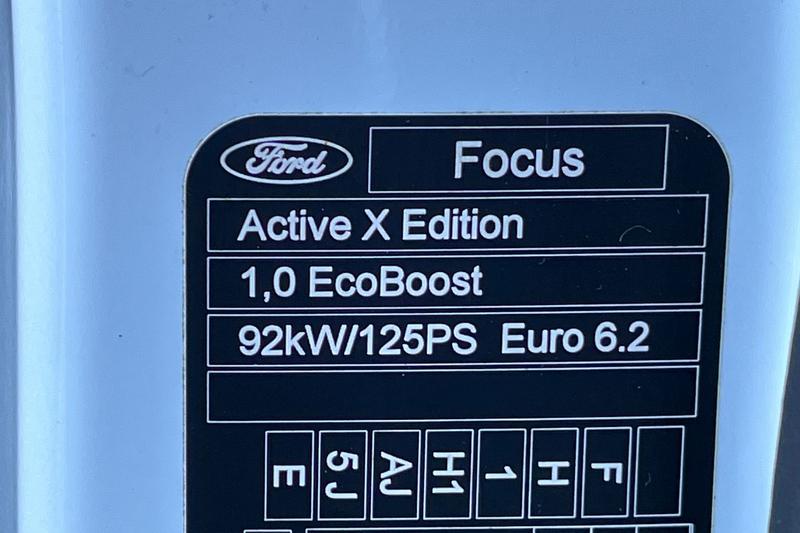 Ford Focus
Active X Edition
1,0 EcoBoost
92kW/125PS Euro 6.2
E 5J AJ H1 1 H F